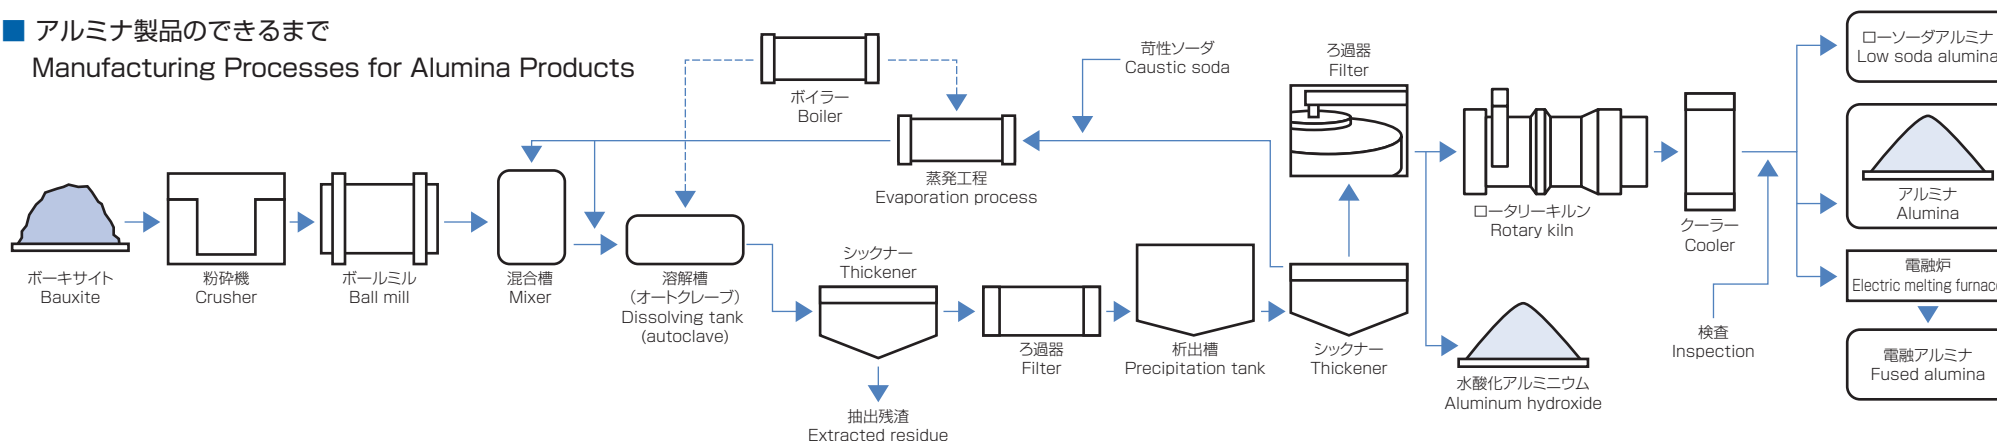 アルミナ製品のできるまで
Manufacturing Processes for Alumina Products
ボーキサイト
Bauxite
粉砕機
Crusher
ボールミル
Ball mill
混合槽
Mixer
ボイラー
Boiler
溶解槽
（オートクレーブ）
Dissolving tank
(autoclave)
蒸発工程
Evaporation process
苛性ソーダ
Caustic soda
シックナー
Thickener
抽出残渣
Extracted residue
ろ過器
Filter
析出槽
Precipitation tank
シックナー
Thickener
ろ過器
Filter
水酸化アルミニウム
Aluminum hydroxide
ロータリーキルン
Rotary kiln
クーラー
Cooler
検査
Inspection
ローソーダアルミナ
Low soda alumina
アルミナ
Alumina
電融炉
Electric melting furnace
電融アルミナ
Fused alumina